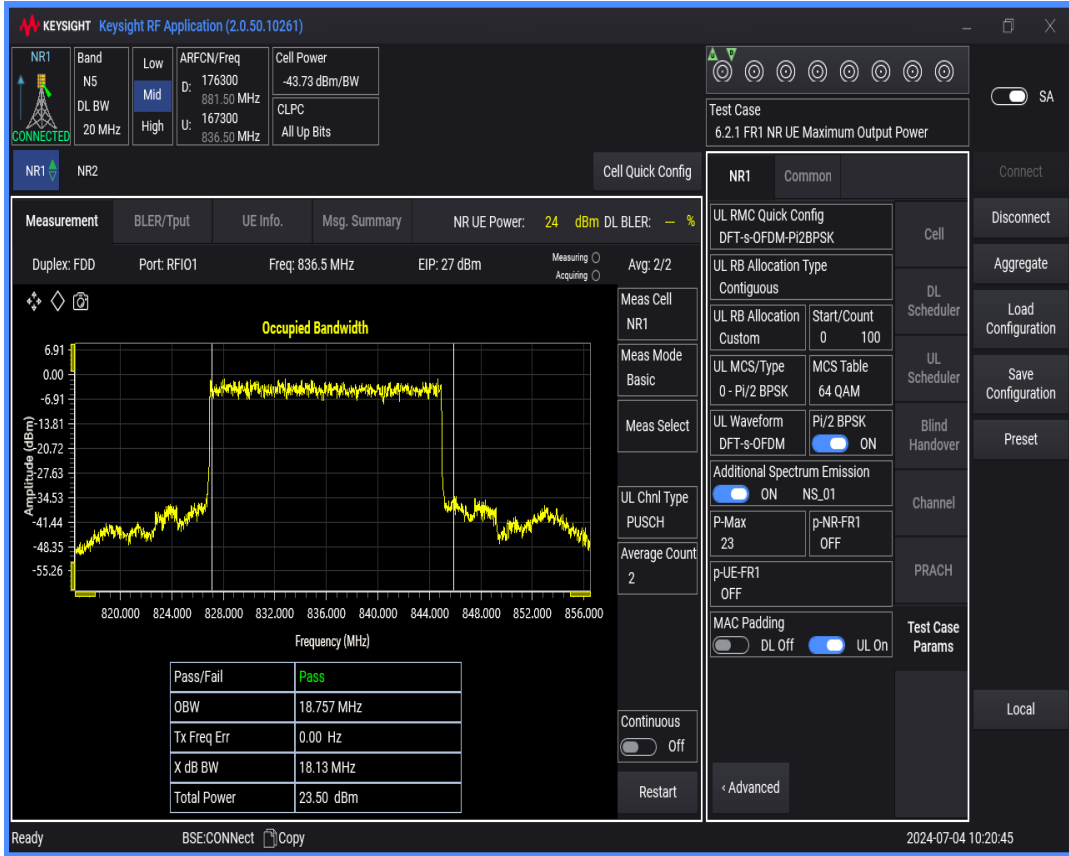 KEYSIGHT Keysight RF Application (2.0.50.10261)
NR1
CONNECTED
Band
N5
DL BW
20 MHz
Low
Mid
High
ARFCN/Freq
D: 176300
881.50 MHz
U: 167300
836.50 MHz
Cell Power
-43.73 dBm/BW
CLPC
All Up Bits
Test Case
6.2.1 FR1 NR UE Maximum Output Power
SA
NR1
NR2
Cell Quick Config
Measurement
BLER/Tput
UE Info.
Msg. Summary
NR UE Power: 24 dBm DL BLER: -- %
Duplex: FDD
Port: RFIO1
Freq: 836.5 MHz
EIP: 27 dBm
Measuring
Acquiring
Avg: 2/2
Occupied Bandwidth
Amplitude (dBm)
6.91
0.00
-6.91
-13.81
-20.72
-27.63
-34.53
-41.44
-48.35
-55.26
820.000 824.000 828.000 832.000 836.000 840.000 844.000 848.000 852.000 856.000
Frequency (MHz)
Pass/Fail Pass
OBW 18.757 MHz
Tx Freq Err 0.00 Hz
X dB BW 18.13 MHz
Total Power 23.50 dBm
Meas Cell
NR1
Meas Mode
Basic
Meas Select
UL Chnl Type
PUSCH
Average Count
2
Continuous
Off
Restart
NR1
Common
UL RMC Quick Config
DFT-s-OFDM-Pi2BPSK
UL RB Allocation Type
Contiguous
UL RB Allocation
Custom
Start/Count
0 100
UL MCS/Type
0 - Pi/2 BPSK
MCS Table
64 QAM
UL Waveform
DFT-s-OFDM
Pi/2 BPSK
ON
Additional Spectrum Emission
ON NS_01
P-Max
23
p-NR-FR1
OFF
p-UE-FR1
OFF
MAC Padding
DL Off
UL On
‹ Advanced
Cell
DL
Scheduler
UL
Scheduler
Blind
Handover
Channel
PRACH
Test Case
Params
Connect
Disconnect
Aggregate
Load
Configuration
Save
Configuration
Preset
Local
Ready
BSE:CONNect
Copy
2024-07-04 10:20:45